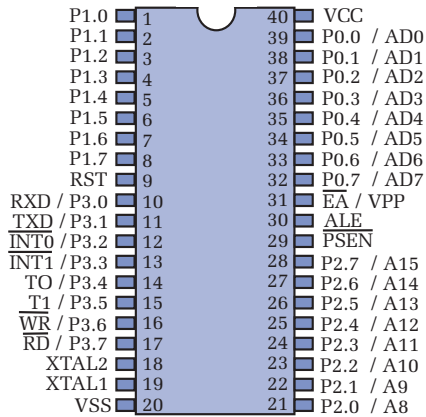 P1.0 1 40 VCC
P1.1 2 39 P0.0 / AD0
P1.2 3 38 P0.1 / AD1
P1.3 4 37 P0.2 / AD2
P1.4 5 36 P0.3 / AD3
P1.5 6 35 P0.4 / AD4
P1.6 7 34 P0.5 / AD5
P1.7 8 33 P0.6 / AD6
RST 9 32 P0.7 / AD7
RXD / P3.0 10 31 E̅A̅ / VPP
TXD / P3.1 11 30 ALE
I̅N̅T̅0̅ / P3.2 12 29 P̅S̅E̅N̅
I̅N̅T̅1̅ / P3.3 13 28 P2.7 / A15
TO / P3.4 14 27 P2.6 / A14
T1 / P3.5 15 26 P2.5 / A13
W̅R̅ / P3.6 16 25 P2.4 / A12
R̅D̅ / P3.7 17 24 P2.3 / A11
XTAL2 18 23 P2.2 / A10
XTAL1 19 22 P2.1 / A9
VSS 20 21 P2.0 / A8